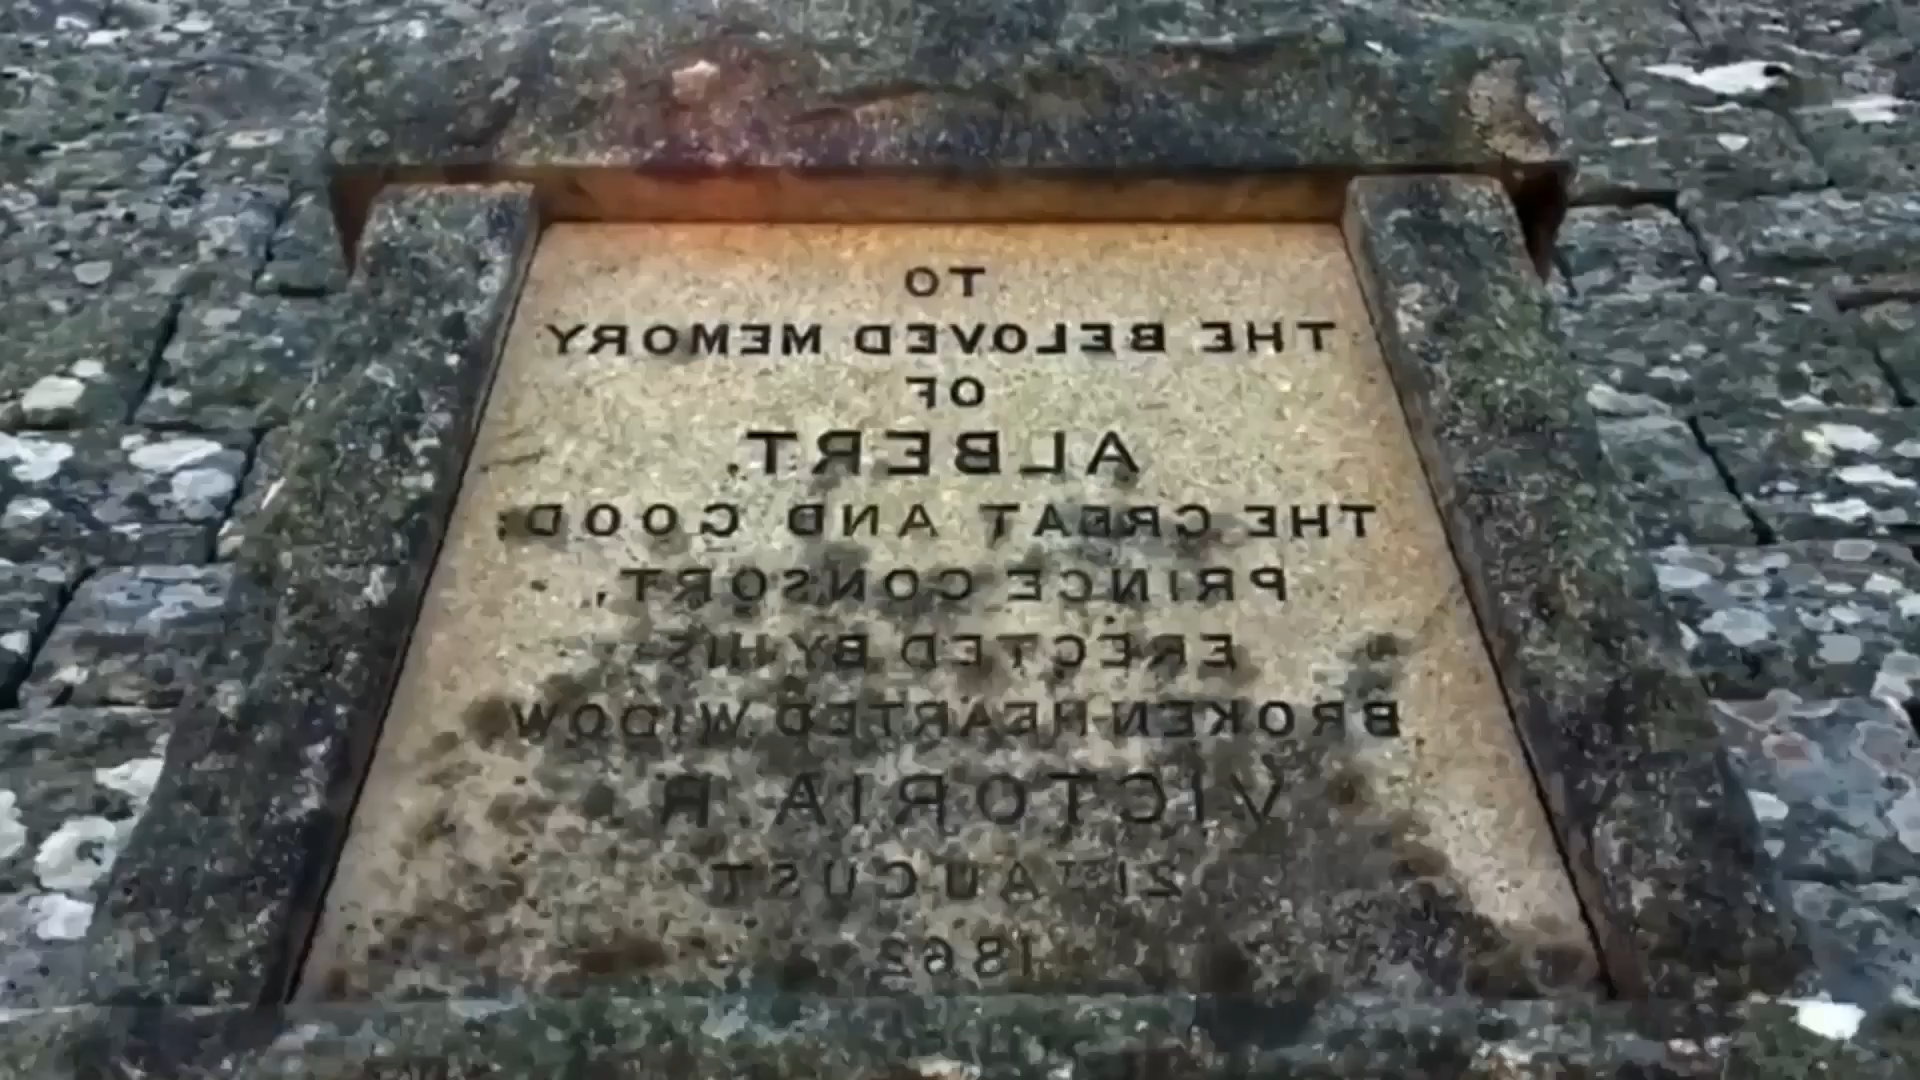 TO
THE BELOVED MEMORY
OF
ALBERT,
THE GREAT AND GOOD;
PRINCE CONSORT,
ERECTED BY HIS
BROKEN HEARTED WIDOW
VICTORIA. R.
21ST AUGUST
1862